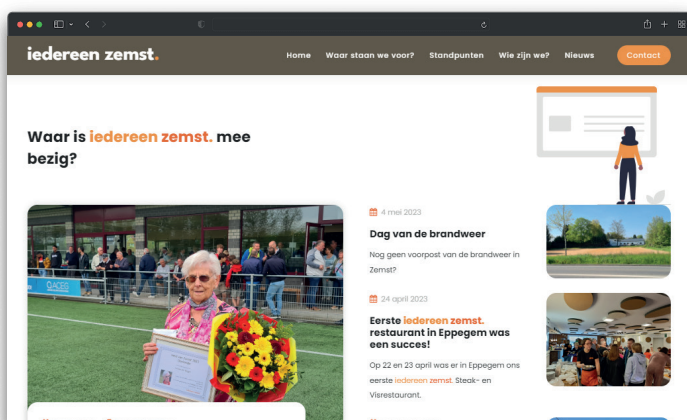 iedereen zemst.
Home Waar staan we voor? Standpunten Wie zijn we? Nieuws Contact
Waar is iedereen zemst. mee
bezig?
4 mei 2023
Dag van de brandweer
Nog geen voorpost van de brandweer in
Zemst?
24 april 2023
Eerste iedereen zemst.
restaurant in Eppegem was
een succes!
Op 22 en 23 april was er in Eppegem ons
eerste iedereen zemst. Steak- en
Visrestaurant.